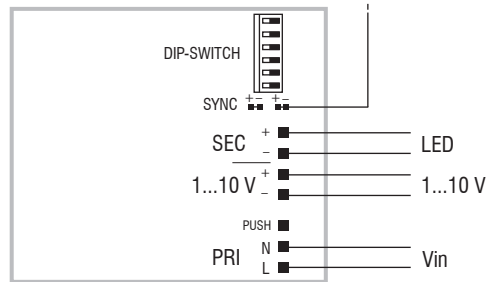 DIP-SWITCH
+ - + -
SYNC
SEC + LED
-
1...10 V + 1...10 V
-
PUSH
PRI N Vin
L